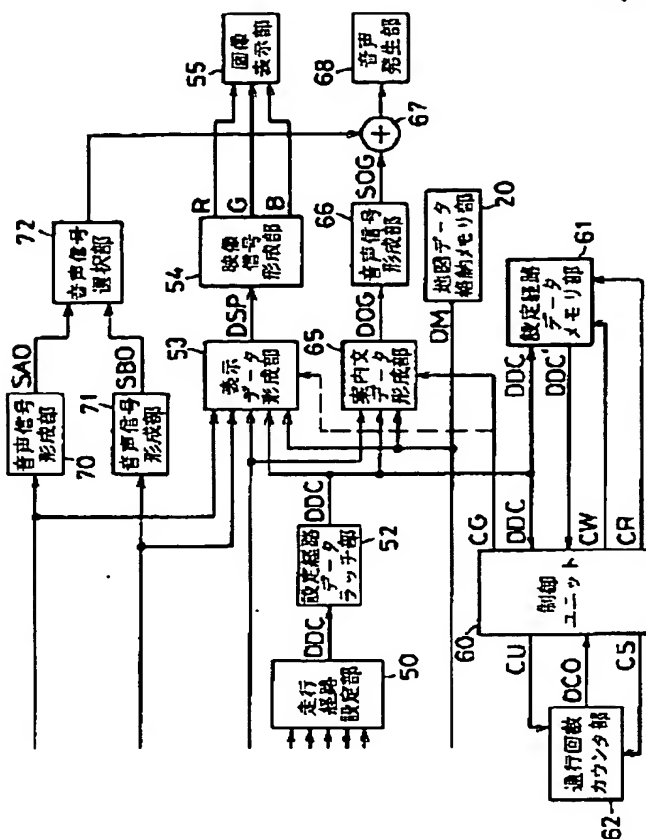 72
音声信号
選択部
SAO
SBO
70
音声信号
形成部
71
音声信号
形成部
53
表示
データ
形成部
DSP
54
映像
信号
形成部
R
G
B
55
画像
表示部
68
音声
発生部
67
+
SOG
66
音声信号
形成部
DOG
65
案内文
データ
形成部
DM
20
地図データ
格納メモリ部
61
設定経路
データ
メモリ部
DDC
DDC'
CW
CR
50
走行
経路
設定部
DDC
52
設定経路
データ
ラッチ部
DDC
CG
DDC
60
制御
ユニット
CU
DCO
CS
62
通行回数
カウンタ部